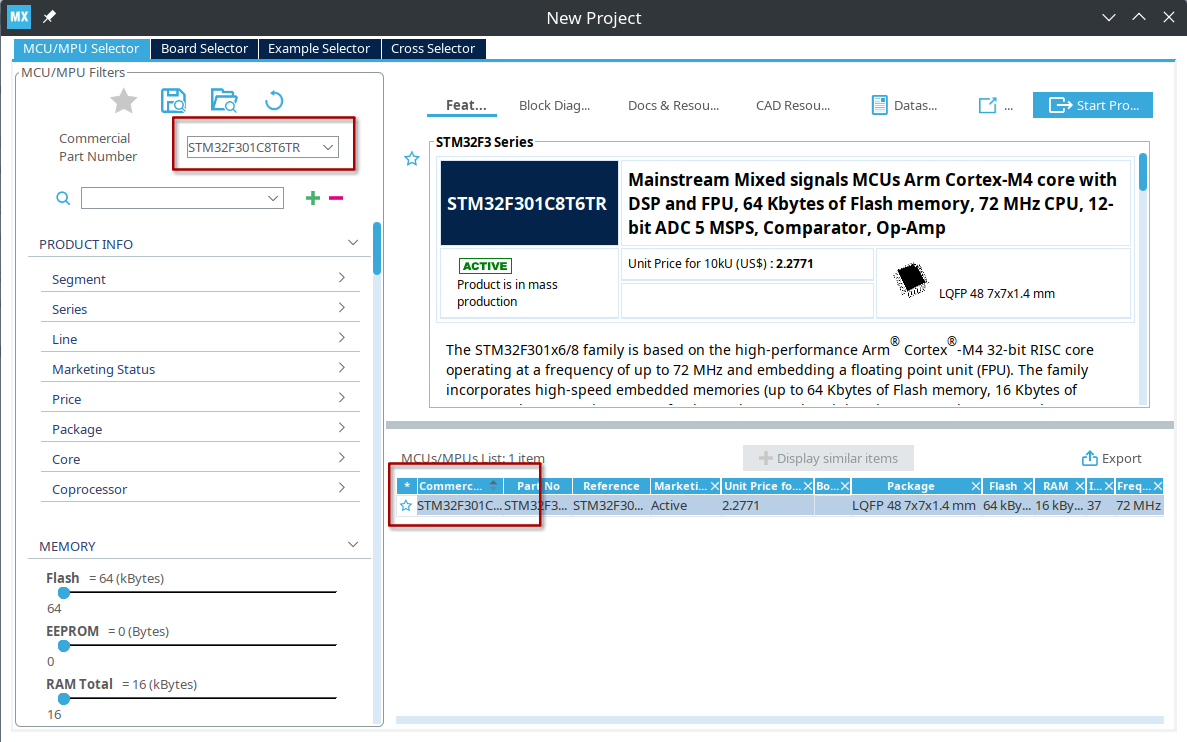 MX
New Project
MCU/MPU Selector
Board Selector
Example Selector
Cross Selector
MCU/MPU Filters
Commercial
Part Number
STM32F301C8T6TR
PRODUCT INFO
Segment
Series
Line
Marketing Status
Price
Package
Core
Coprocessor
MEMORY
Flash = 64 (kBytes)
64
EEPROM = 0 (Bytes)
0
RAM Total = 16 (kBytes)
16
Feat...
Block Diag...
Docs & Resou...
CAD Resou...
Datas...
...
Start Pro...
STM32F3 Series
STM32F301C8T6TR
Mainstream Mixed signals MCUs Arm Cortex-M4 core with
DSP and FPU, 64 Kbytes of Flash memory, 72 MHz CPU, 12-
bit ADC 5 MSPS, Comparator, Op-Amp
ACTIVE
Product is in mass
production
Unit Price for 10kU (US$) : 2.2771
LQFP 48 7x7x1.4 mm
The STM32F301x6/8 family is based on the high-performance Arm® Cortex®-M4 32-bit RISC core
operating at a frequency of up to 72 MHz and embedding a floating point unit (FPU). The family
incorporates high-speed embedded memories (up to 64 Kbytes of Flash memory, 16 Kbytes of
MCUs/MPUs List: 1 item
Display similar items
Export
* Commerc... Part No Reference Marketi... Unit Price fo... Bo... Package Flash RAM I... Freq...
STM32F301C... STM32F3... STM32F30... Active 2.2771 LQFP 48 7x7x1.4 mm 64 kBy... 16 kBy... 37 72 MHz